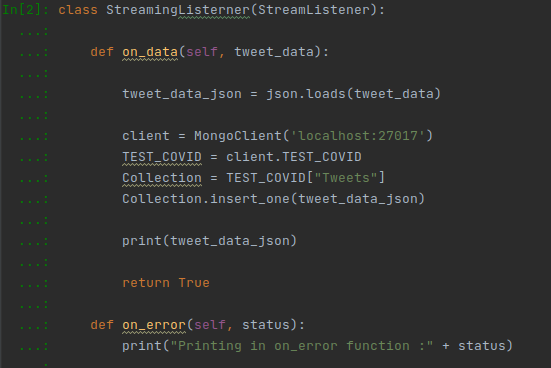 In[2]: class StreamingListerner(StreamListener):
...:
...:     def on_data(self, tweet_data):
...:
...:         tweet_data_json = json.loads(tweet_data)
...:
...:         client = MongoClient('localhost:27017')
...:         TEST_COVID = client.TEST_COVID
...:         Collection = TEST_COVID["Tweets"]
...:         Collection.insert_one(tweet_data_json)
...:
...:         print(tweet_data_json)
...:
...:         return True
...:
...:     def on_error(self, status):
...:         print("Printing in on_error function :" + status)
...: